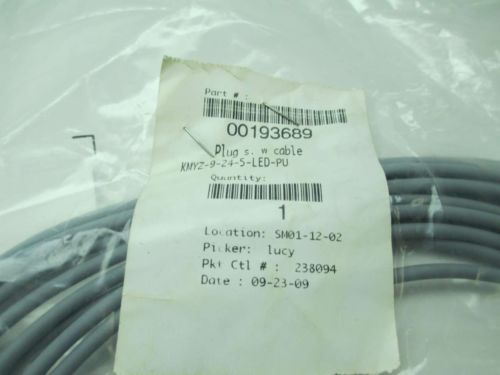 Part # :
00193689
Plug s. w cable
KMYZ-9-24-5-LED-PU
Quantity:
1
Location: SM01-12-02
Picker: lucy
Pkt Ctl # : 238094
Date : 09-23-09